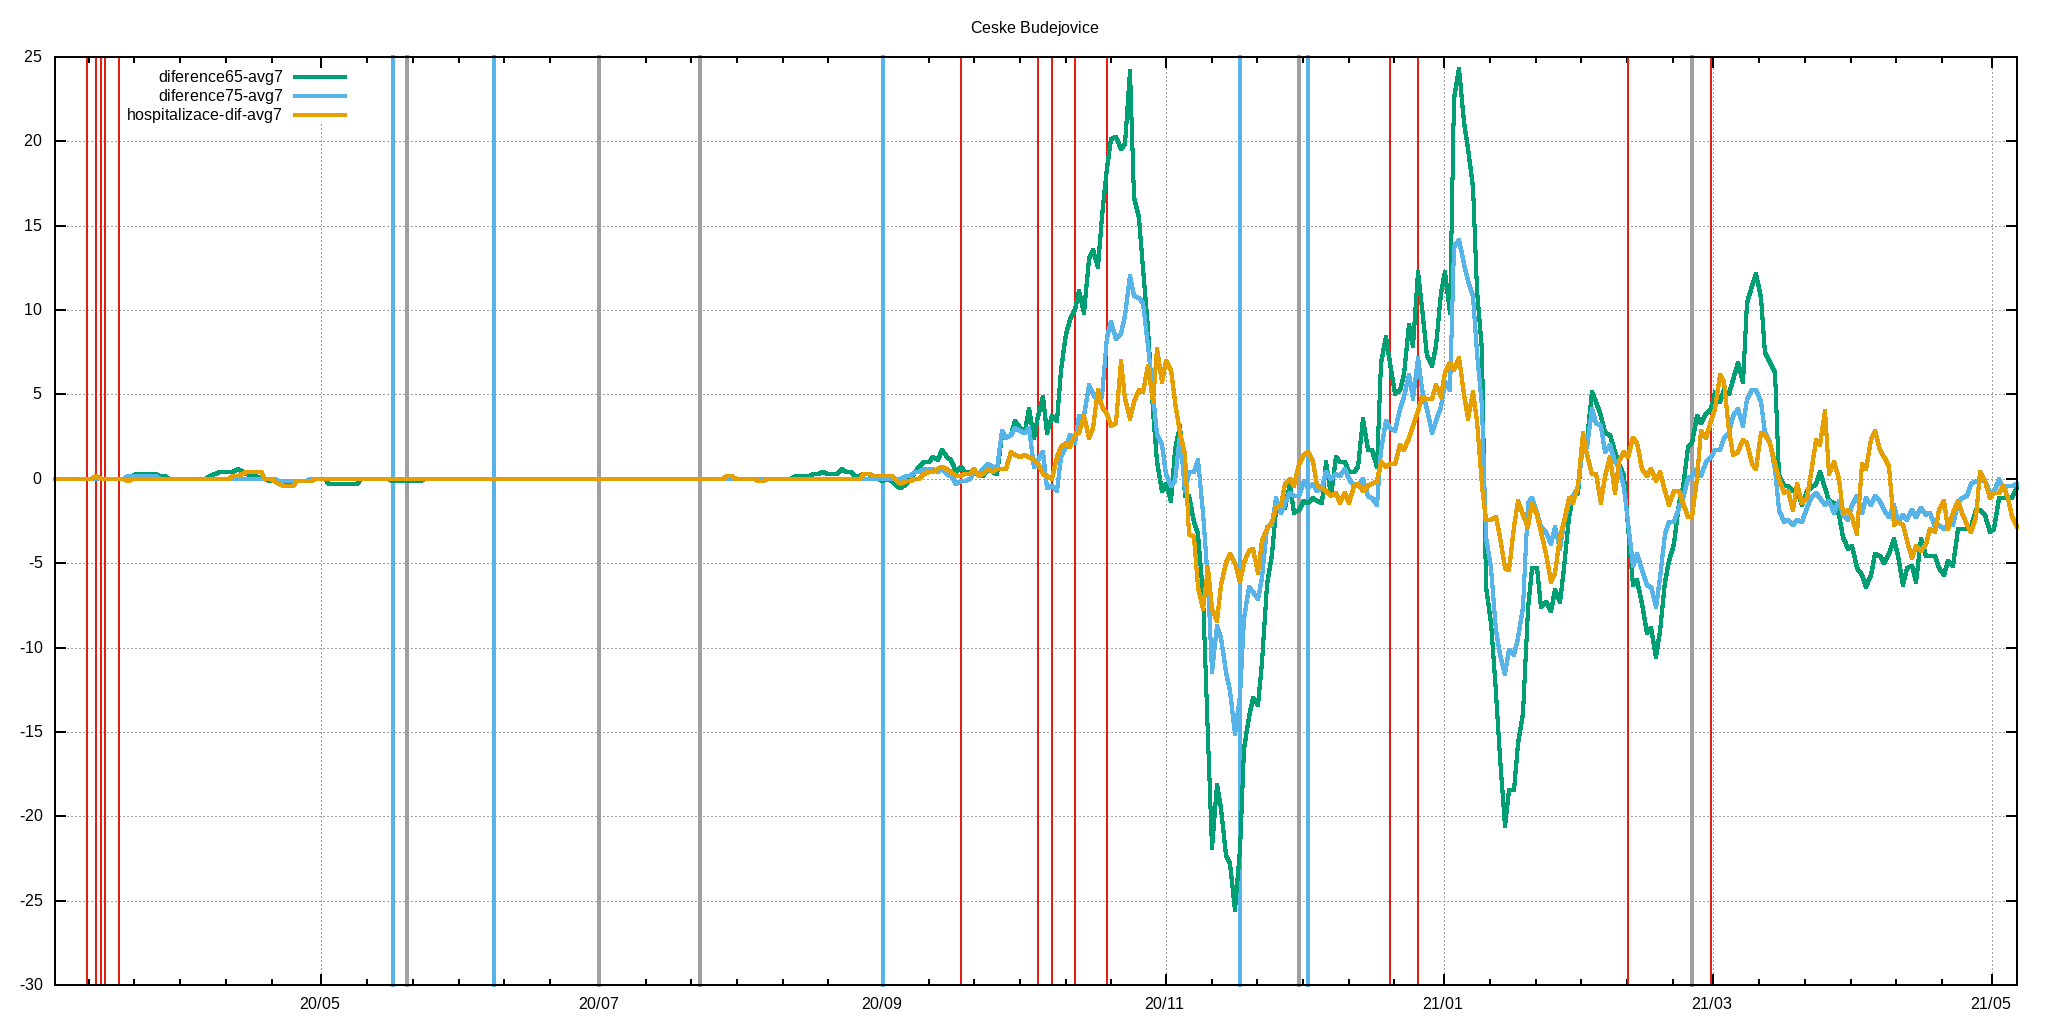 Ceske Budejovice
diference65-avg7
diference75-avg7
hospitalizace-dif-avg7
25
20
15
10
5
0
-5
-10
-15
-20
-25
-30
20/05 20/07 20/09 20/11 21/01 21/03 21/05